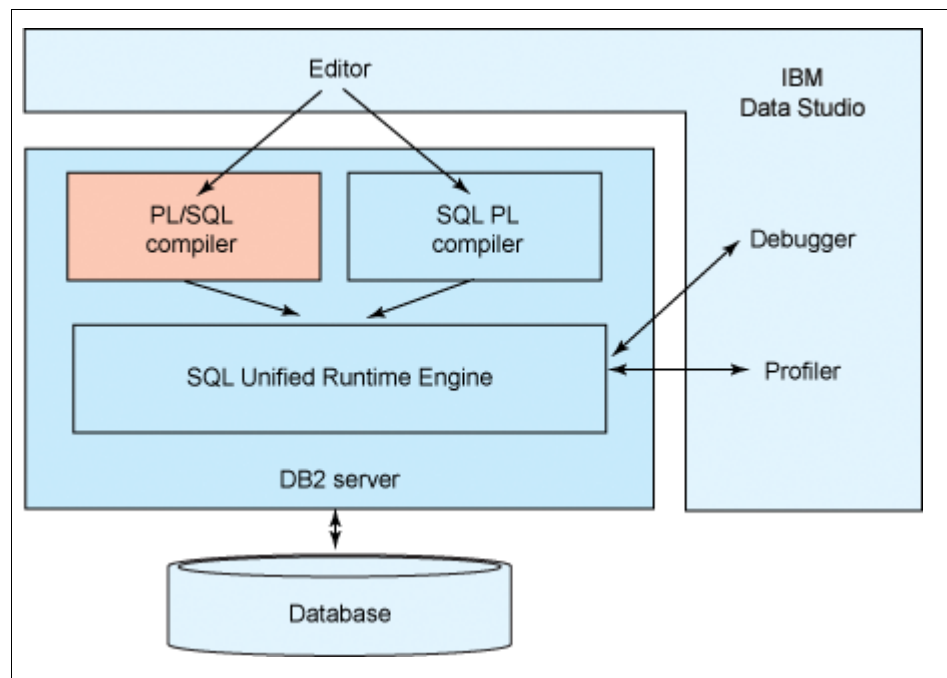 Editor
IBM
Data Studio
PL/SQL
compiler
SQL PL
compiler
Debugger
SQL Unified Runtime Engine
Profiler
DB2 server
Database